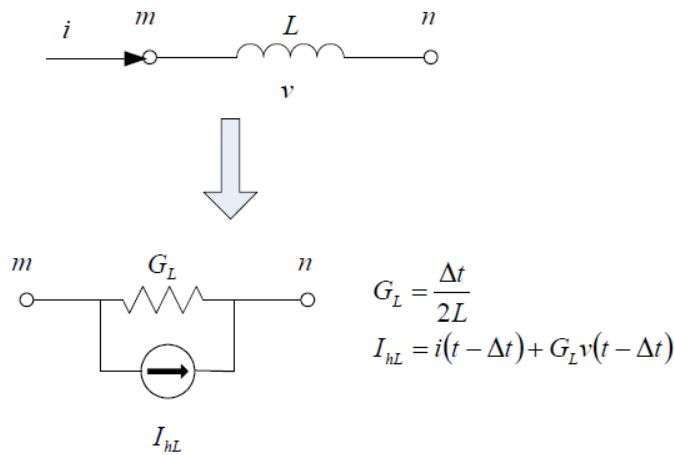 m L n
i
v
m n
G_L
G_L = Δt / 2L
I_hL = i(t − Δt) + G_L v(t − Δt)
I_hL